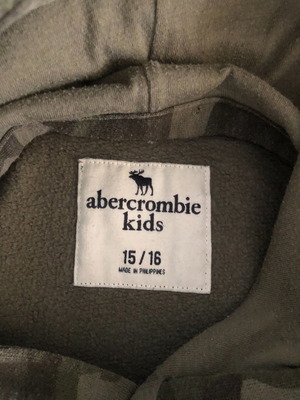 abercrombie
kids
15 / 16
MADE IN PHILIPPINES